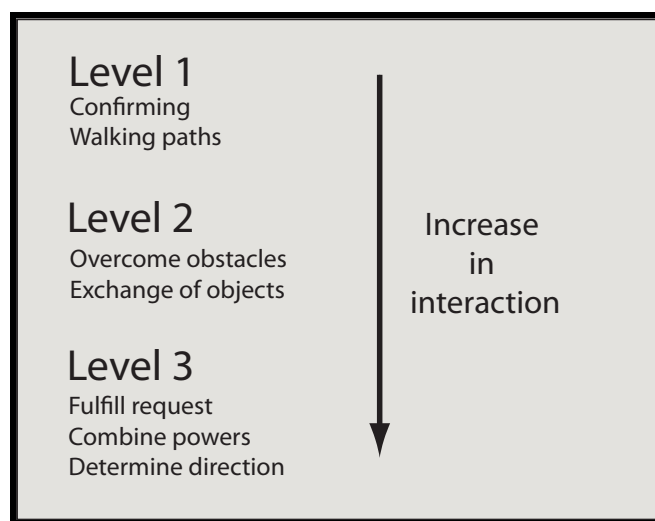 Level 1
Confirming
Walking paths
Level 2
Overcome obstacles
Exchange of objects
Level 3
Fulfill request
Combine powers
Determine direction
Increase
in
interaction